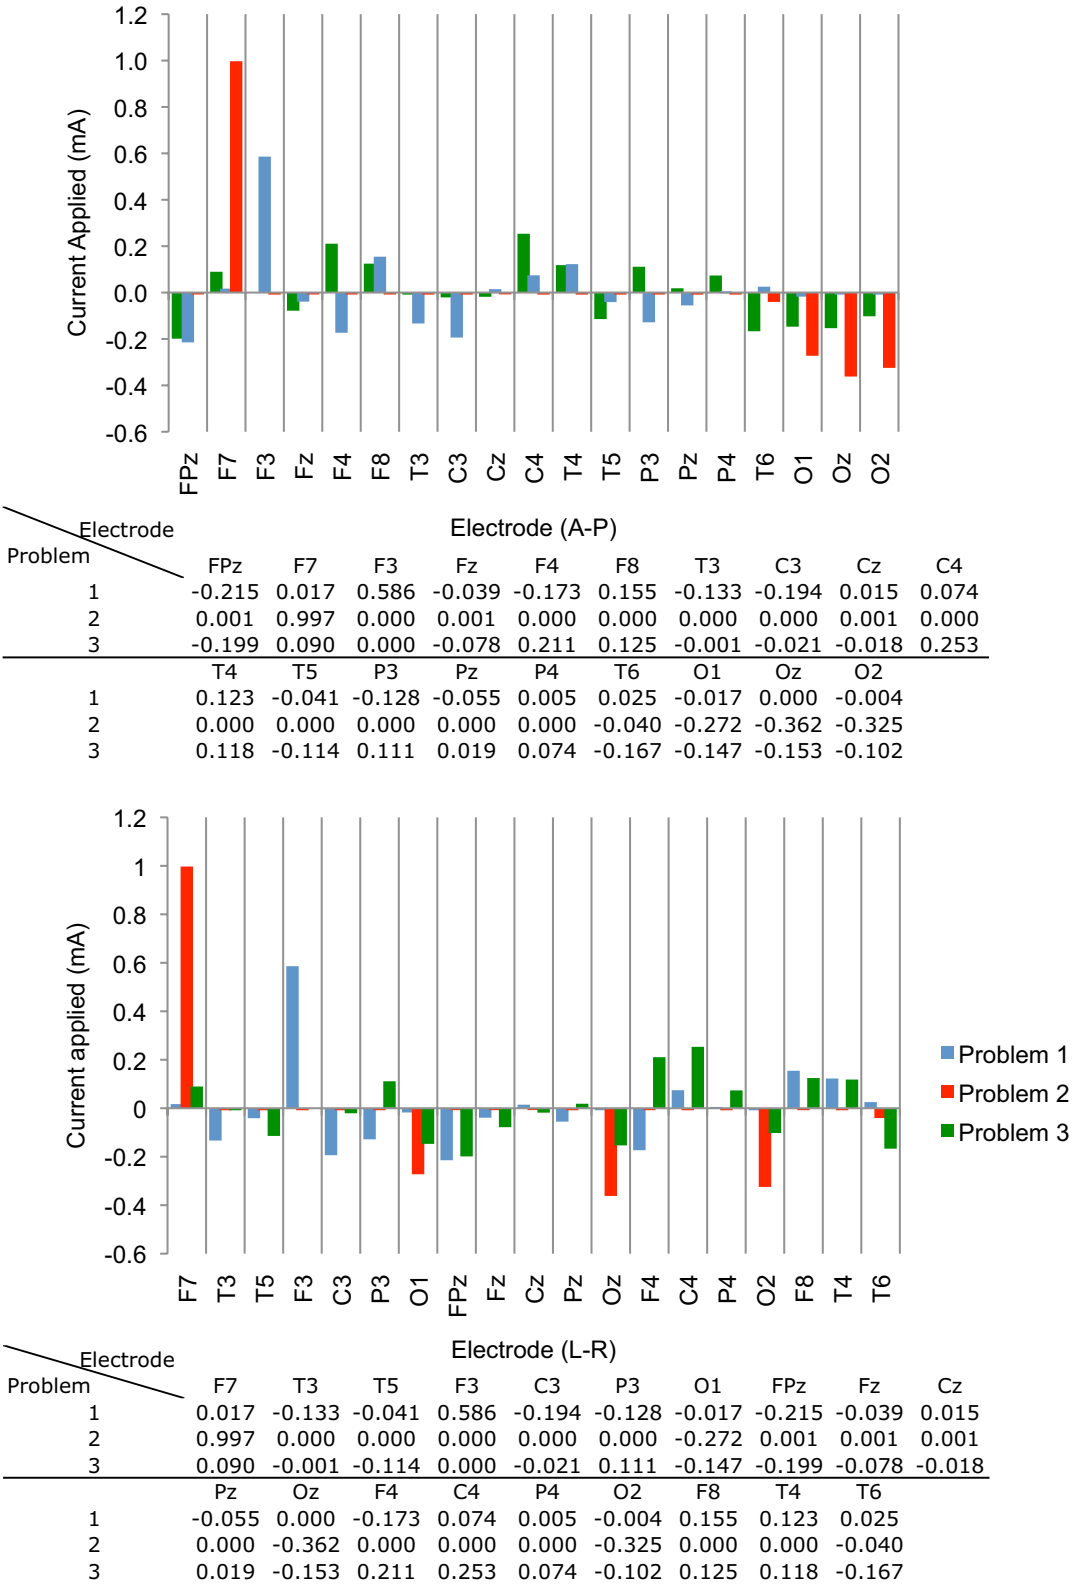 1.2
1.0
0.8
0.6
0.4
0.2
0.0
-0.2
-0.4
-0.6
Current Applied (mA)
FPz F7 F3 Fz F4 F8 T3 C3 Cz C4 T4 T5 P3 Pz P4 T6 O1 Oz O2
Electrode (A-P)
Electrode
Problem
FPz F7 F3 Fz F4 F8 T3 C3 Cz C4
1 -0.215 0.017 0.586 -0.039 -0.173 0.155 -0.133 -0.194 0.015 0.074
2 0.001 0.997 0.000 0.001 0.000 0.000 0.000 0.000 0.001 0.000
3 -0.199 0.090 0.000 -0.078 0.211 0.125 -0.001 -0.021 -0.018 0.253
T4 T5 P3 Pz P4 T6 O1 Oz O2
1 0.123 -0.041 -0.128 -0.055 0.005 0.025 -0.017 0.000 -0.004
2 0.000 0.000 0.000 0.000 0.000 -0.040 -0.272 -0.362 -0.325
3 0.118 -0.114 0.111 0.019 0.074 -0.167 -0.147 -0.153 -0.102
1.2
1
0.8
0.6
0.4
0.2
0
-0.2
-0.4
-0.6
Current applied (mA)
F7 T3 T5 F3 C3 P3 O1 FPz Fz Cz Pz Oz F4 C4 P4 O2 F8 T4 T6
Problem 1
Problem 2
Problem 3
Electrode (L-R)
Electrode
Problem
F7 T3 T5 F3 C3 P3 O1 FPz Fz Cz
1 0.017 -0.133 -0.041 0.586 -0.194 -0.128 -0.017 -0.215 -0.039 0.015
2 0.997 0.000 0.000 0.000 0.000 0.000 -0.272 0.001 0.001 0.001
3 0.090 -0.001 -0.114 0.000 -0.021 0.111 -0.147 -0.199 -0.078 -0.018
Pz Oz F4 C4 P4 O2 F8 T4 T6
1 -0.055 0.000 -0.173 0.074 0.005 -0.004 0.155 0.123 0.025
2 0.000 -0.362 0.000 0.000 0.000 -0.325 0.000 0.000 -0.040
3 0.019 -0.153 0.211 0.253 0.074 -0.102 0.125 0.118 -0.167